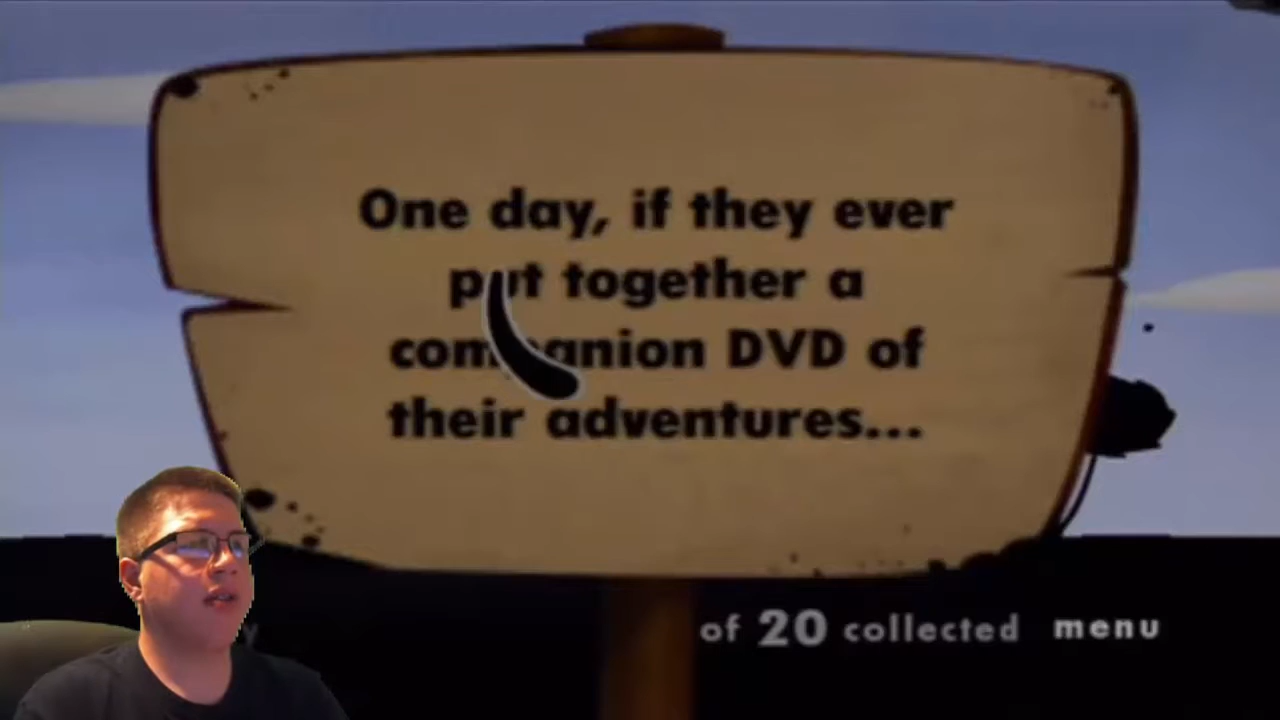 One day, if they ever
put together a
companion DVD of
their adventures...
of 20 collected menu